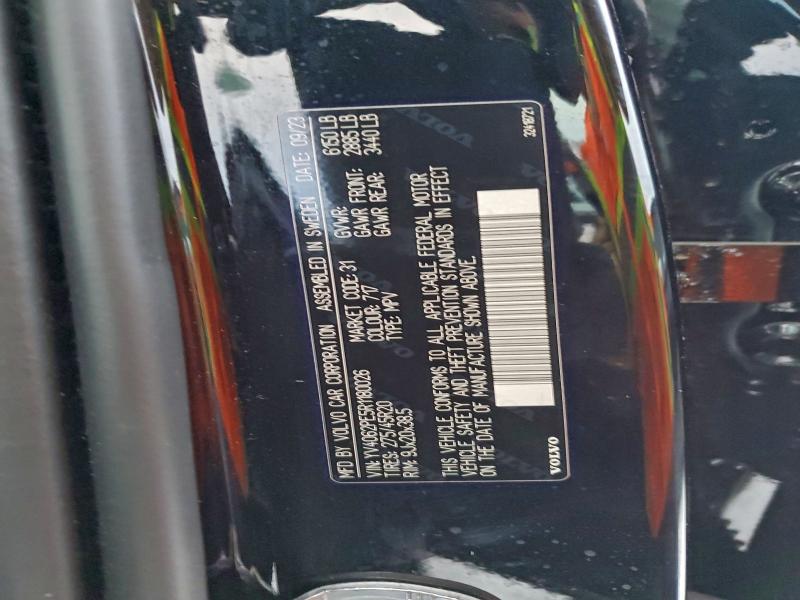 MFD BY VOLVO CAR CORPORATION ASSEMBLED IN SWEDEN DATE: 09/23
VIN: YV4062PE5R1180026 MARKET CODE: 31 GVWR: 6150 LB
TIRES: 275/45R20 COLOUR: 717 GAWR FRONT: 2885 LB
RIM: 9Jx20x38.5 TYPE: MPV GAWR REAR: 3440 LB
THIS VEHICLE CONFORMS TO ALL APPLICABLE FEDERAL MOTOR
VEHICLE SAFETY AND THEFT PREVENTION STANDARDS IN EFFECT
ON THE DATE OF MANUFACTURE SHOWN ABOVE.
VOLVO 32418721